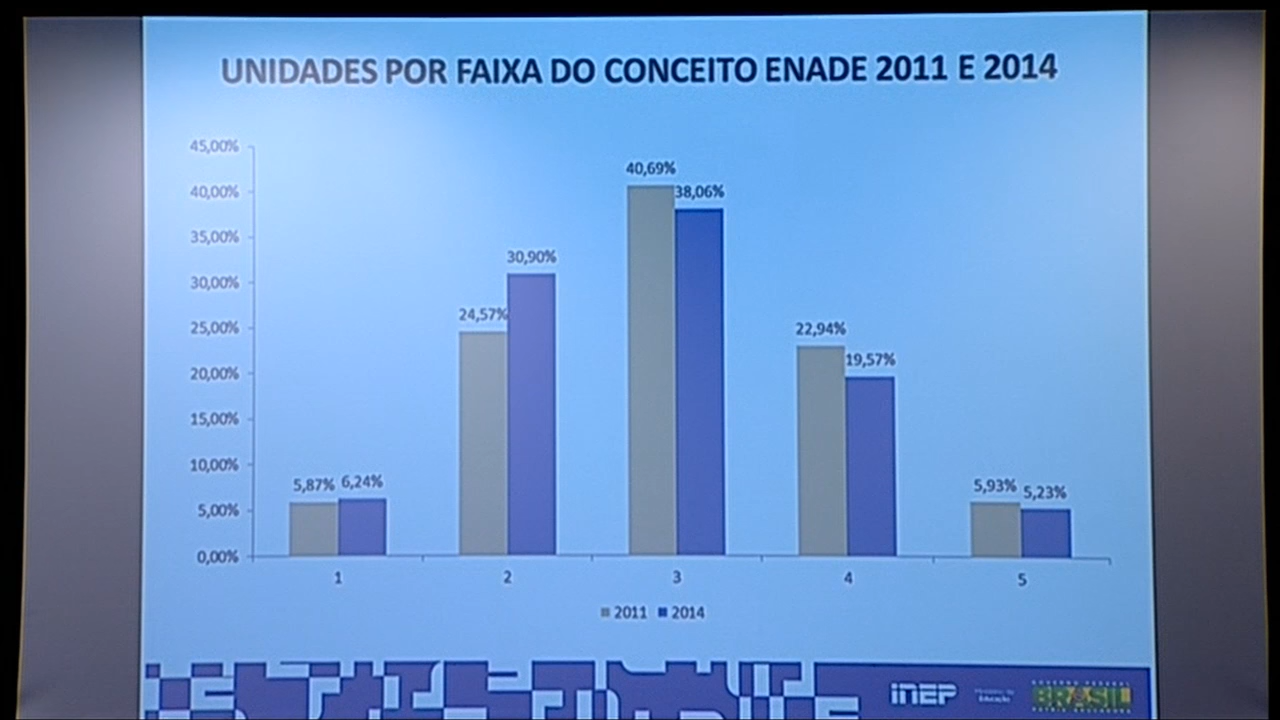 UNIDADES POR FAIXA DO CONCEITO ENADE 2011 E 2014
45,00%
40,00%
35,00%
30,00%
25,00%
20,00%
15,00%
10,00%
5,00%
0,00%
5,87% 6,24%
24,57% 30,90%
40,69% 38,06%
22,94% 19,57%
5,93% 5,23%
1 2 3 4 5
2011 2014
INEP
Ministério da
Educação
BRASIL